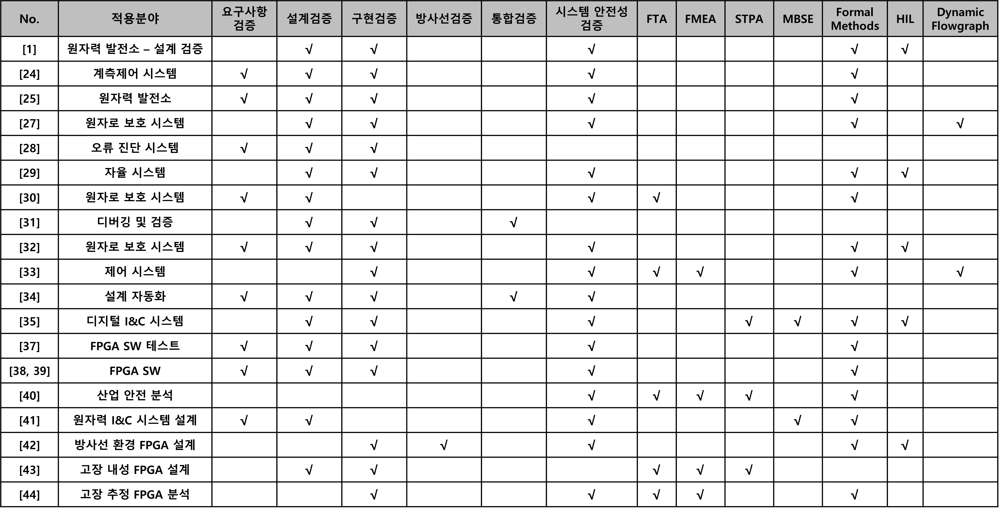 No. 적용분야 요구사항 검증 설계검증 구현검증 방사선검증 통합검증 시스템 안전성 검증 FTA FMEA STPA MBSE Formal Methods HIL Dynamic Flowgraph
[1] 원자력 발전소 – 설계 검증 √ √ √ √ √
[24] 계측제어 시스템 √ √ √ √ √
[25] 원자력 발전소 √ √ √ √ √
[27] 원자로 보호 시스템 √ √ √ √ √
[28] 오류 진단 시스템 √ √ √
[29] 자율 시스템 √ √ √ √ √
[30] 원자로 보호 시스템 √ √ √ √ √
[31] 디버깅 및 검증 √ √ √
[32] 원자로 보호 시스템 √ √ √ √ √ √
[33] 제어 시스템 √ √ √ √ √ √
[34] 설계 자동화 √ √ √ √ √
[35] 디지털 I&C 시스템 √ √ √ √ √ √ √
[37] FPGA SW 테스트 √ √ √ √ √
[38, 39] FPGA SW √ √ √ √ √
[40] 산업 안전 분석 √ √ √ √ √
[41] 원자력 I&C 시스템 설계 √ √ √ √ √
[42] 방사선 환경 FPGA 설계 √ √ √ √ √
[43] 고장 내성 FPGA 설계 √ √ √ √ √
[44] 고장 추정 FPGA 분석 √ √ √ √ √